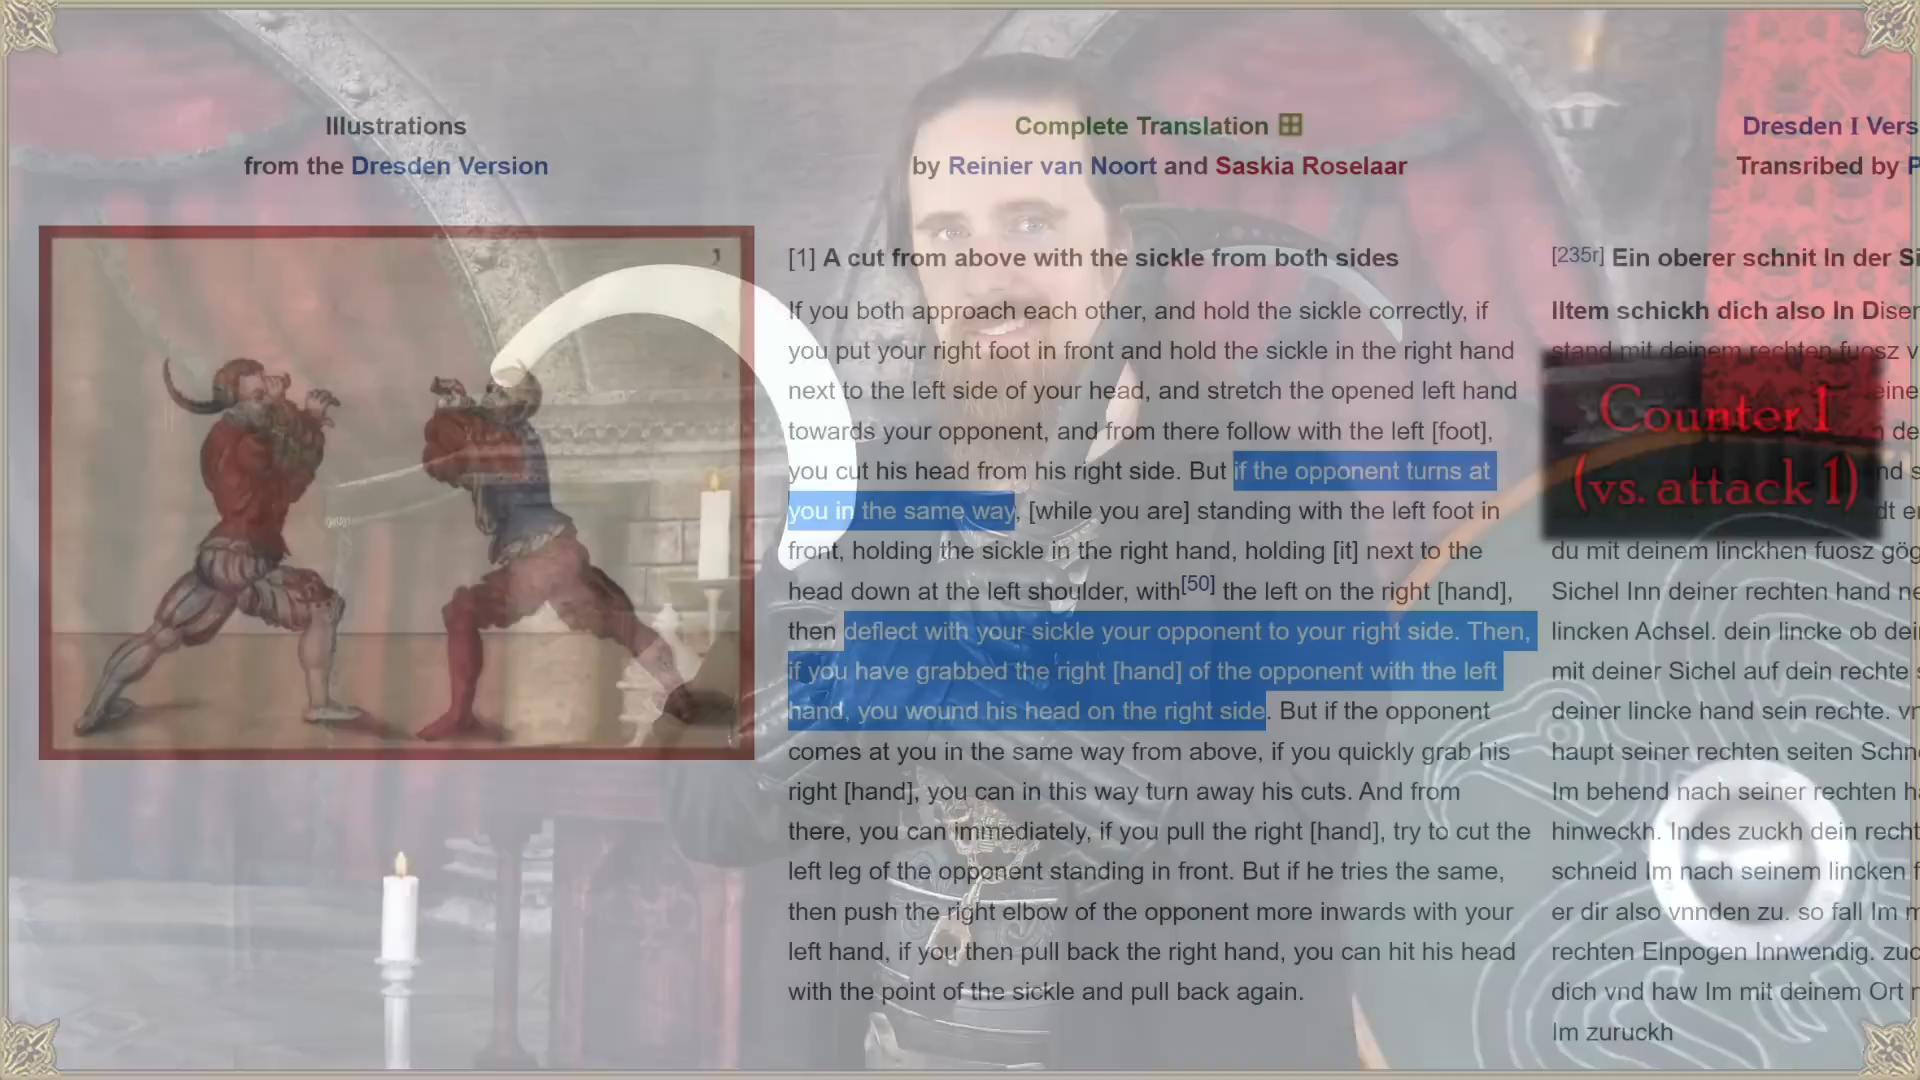 Illustrations
from the Dresden Version
Complete Translation
by Reinier van Noort and Saskia Roselaar
[1] A cut from above with the sickle from both sides
If you both approach each other, and hold the sickle correctly, if
you put your right foot in front and hold the sickle in the right hand
next to the left side of your head, and stretch the opened left hand
towards your opponent, and from there follow with the left [foot],
you cut his head from his right side. But if the opponent turns at
you in the same way, [while you are] standing with the left foot in
front, holding the sickle in the right hand, holding [it] next to the
head down at the left shoulder, with[50] the left on the right [hand],
then deflect with your sickle your opponent to your right side. Then,
if you have grabbed the right [hand] of the opponent with the left
hand, you wound his head on the right side. But if the opponent
comes at you in the same way from above, if you quickly grab his
right [hand], you can in this way turn away his cuts. And from
there, you can immediately, if you pull the right [hand], try to cut the
left leg of the opponent standing in front. But if he tries the same,
then push the right elbow of the opponent more inwards with your
left hand, if you then pull back the right hand, you can hit his head
with the point of the sickle and pull back again.
Dresden I Vers
Transribed by P
[235r] Ein oberer schnit In der Si
IItem schickh dich also In Diser
stand mit deinem rechten fuosz v
Counter 1
(vs. attack 1)
du mit deinem linckhen fuosz gög
Sichel Inn deiner rechten hand ne
lincken Achsel. dein lincke ob dei
mit deiner Sichel auf dein rechte s
deiner lincke hand sein rechte. vn
haupt seiner rechten seiten Schne
Im behend nach seiner rechten ha
hinweckh. Indes zuckh dein recht
schneid Im nach seinem lincken f
er dir also vnnden zu. so fall Im m
rechten EInpogen Innwendig. zuc
dich vnd haw Im mit deinem Ort n
Im zuruckh